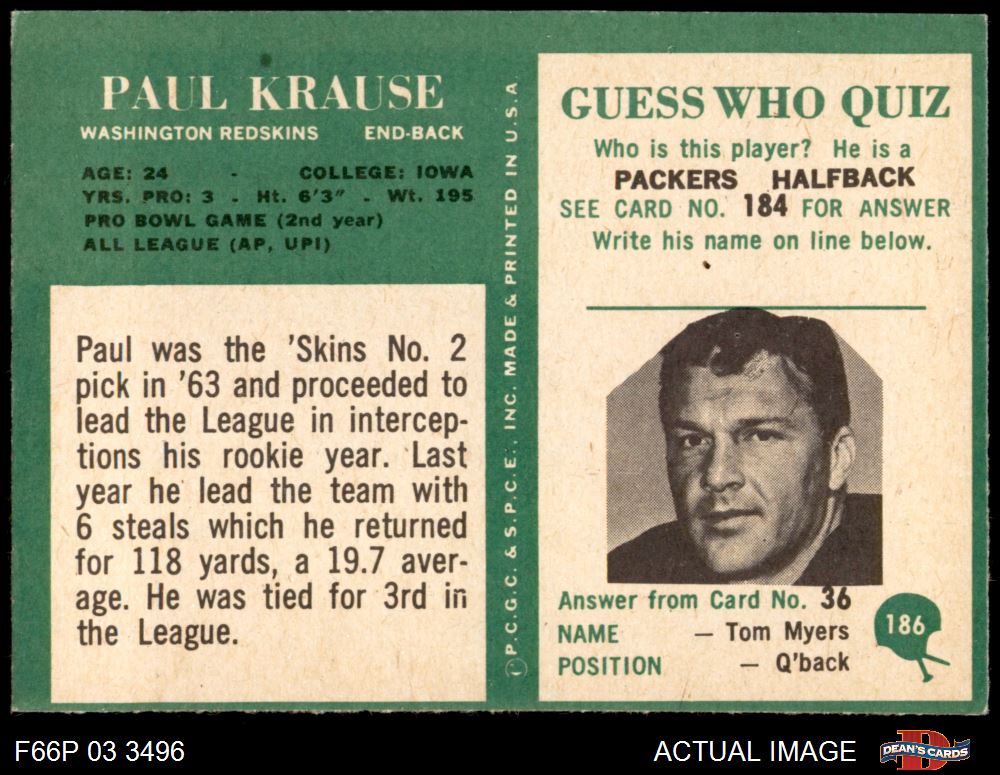 PAUL KRAUSE
WASHINGTON REDSKINS END-BACK
AGE: 24 - COLLEGE: IOWA
YRS. PRO: 3 - Ht. 6'3" - Wt. 195
PRO BOWL GAME (2nd year)
ALL LEAGUE (AP, UPI)
Paul was the 'Skins No. 2
pick in '63 and proceeded to
lead the League in intercep-
tions his rookie year. Last
year he lead the team with
6 steals which he returned
for 118 yards, a 19.7 aver-
age. He was tied for 3rd in
the League.
P.C.G.C. & S.P.C.E., INC. MADE & PRINTED IN U.S.A
GUESS WHO QUIZ
Who is this player? He is a
PACKERS HALFBACK
SEE CARD NO. 184 FOR ANSWER
Write his name on line below.
Answer from Card No. 36
NAME — Tom Myers
POSITION — Q'back
186
F66P 03 3496
ACTUAL IMAGE
D
DEAN'S CARDS